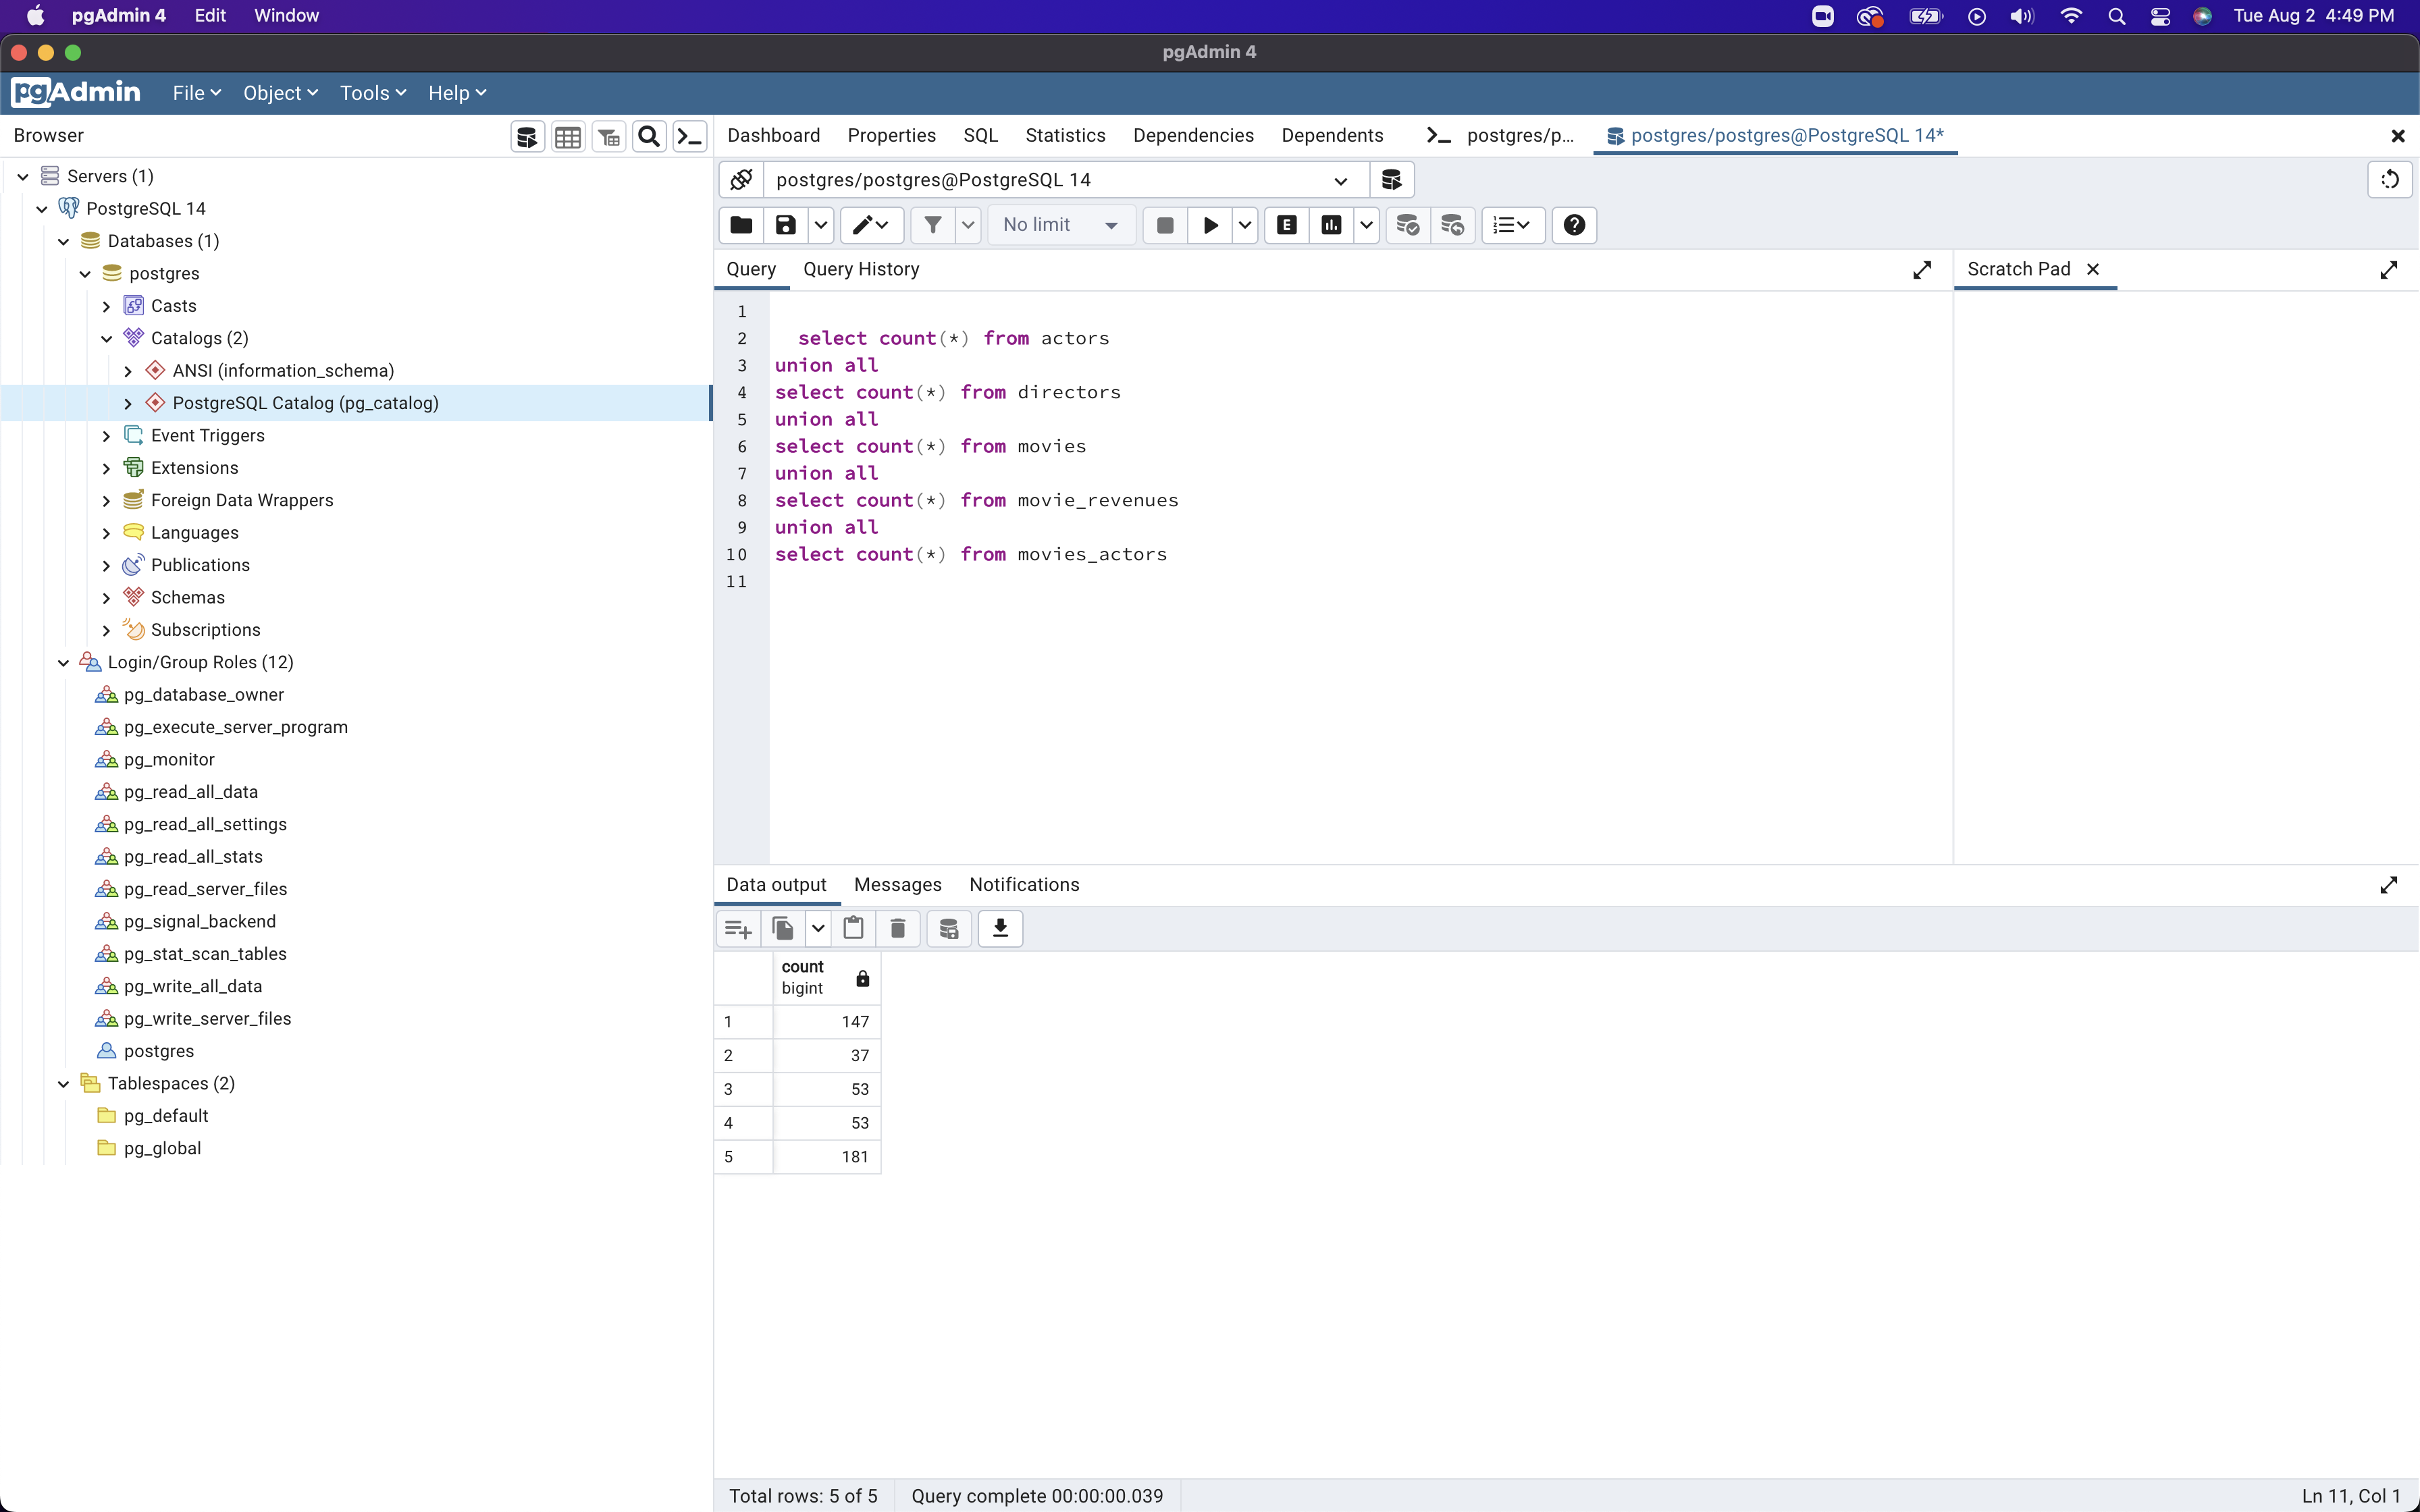 pgAdmin 4 Edit Window Tue Aug 2 4:49 PM
pgAdmin 4
pgAdmin File Object Tools Help
Browser
Servers (1)
PostgreSQL 14
Databases (1)
postgres
Casts
Catalogs (2)
ANSI (information_schema)
PostgreSQL Catalog (pg_catalog)
Event Triggers
Extensions
Foreign Data Wrappers
Languages
Publications
Schemas
Subscriptions
Login/Group Roles (12)
pg_database_owner
pg_execute_server_program
pg_monitor
pg_read_all_data
pg_read_all_settings
pg_read_all_stats
pg_read_server_files
pg_signal_backend
pg_stat_scan_tables
pg_write_all_data
pg_write_server_files
postgres
Tablespaces (2)
pg_default
pg_global
Dashboard Properties SQL Statistics Dependencies Dependents postgres/p... postgres/postgres@PostgreSQL 14*
postgres/postgres@PostgreSQL 14
No limit E
Query Query History Scratch Pad
1
2 select count(*) from actors
3 union all
4 select count(*) from directors
5 union all
6 select count(*) from movies
7 union all
8 select count(*) from movie_revenues
9 union all
10 select count(*) from movies_actors
11
Data output Messages Notifications
count
bigint
1 147
2 37
3 53
4 53
5 181
Total rows: 5 of 5 Query complete 00:00:00.039 Ln 11, Col 1